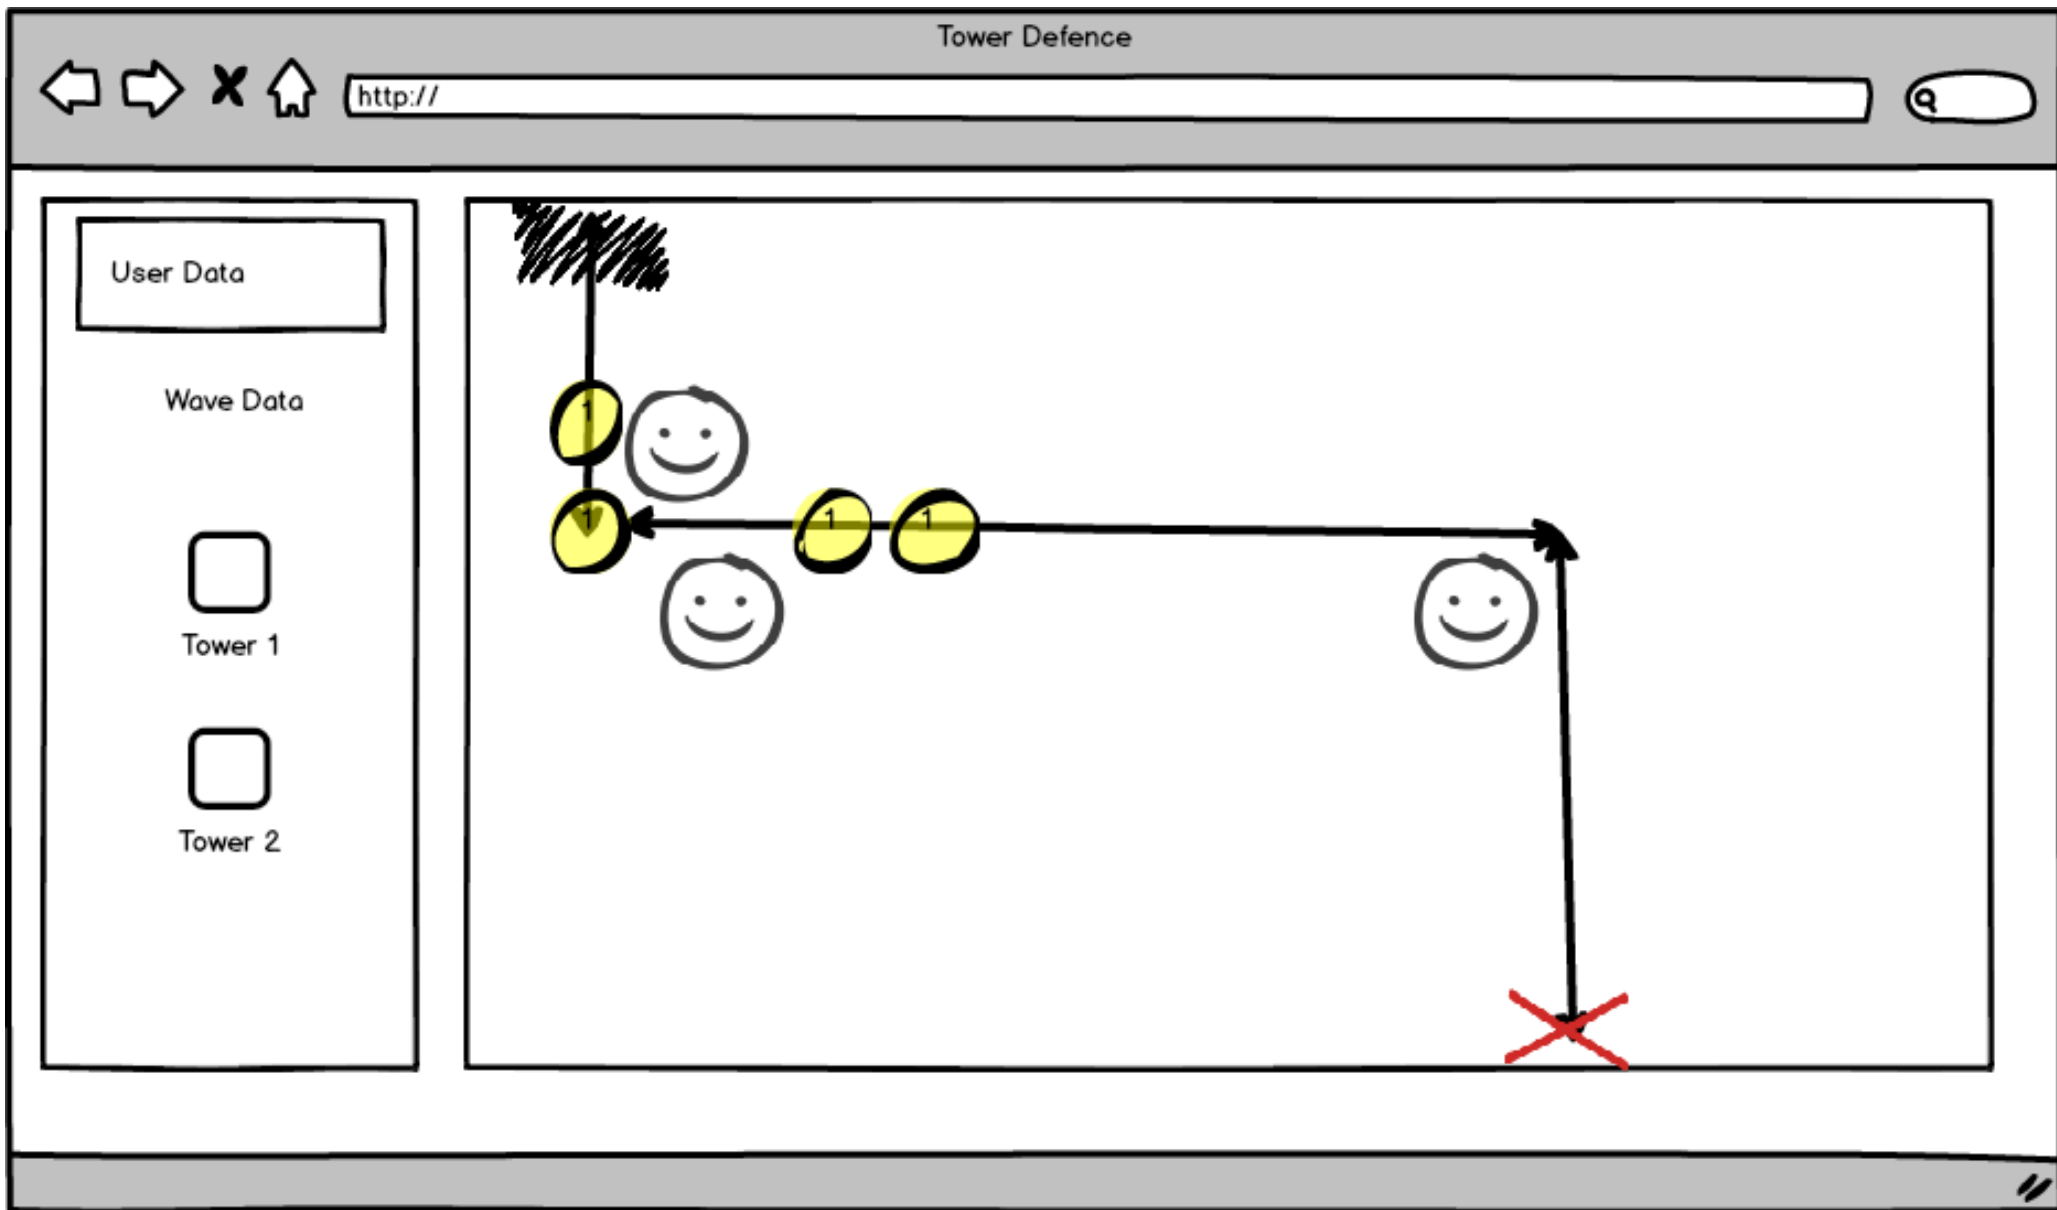 Tower Defence
http://
User Data
Wave Data
Tower 1
Tower 2
1
1
1
1